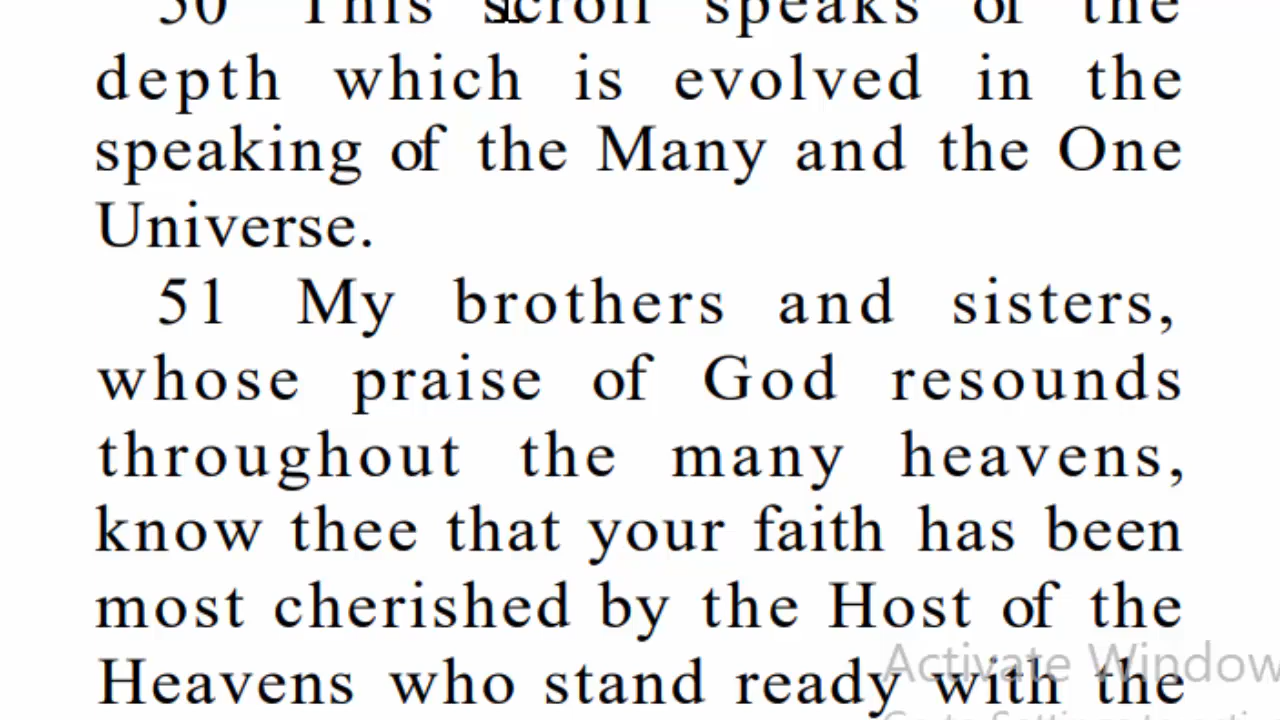 50 This scroll speaks of the
depth which is evolved in the
speaking of the Many and the One
Universe.
51 My brothers and sisters,
whose praise of God resounds
throughout the many heavens,
know thee that your faith has been
most cherished by the Host of the
Heavens who stand ready with the
Activate Window